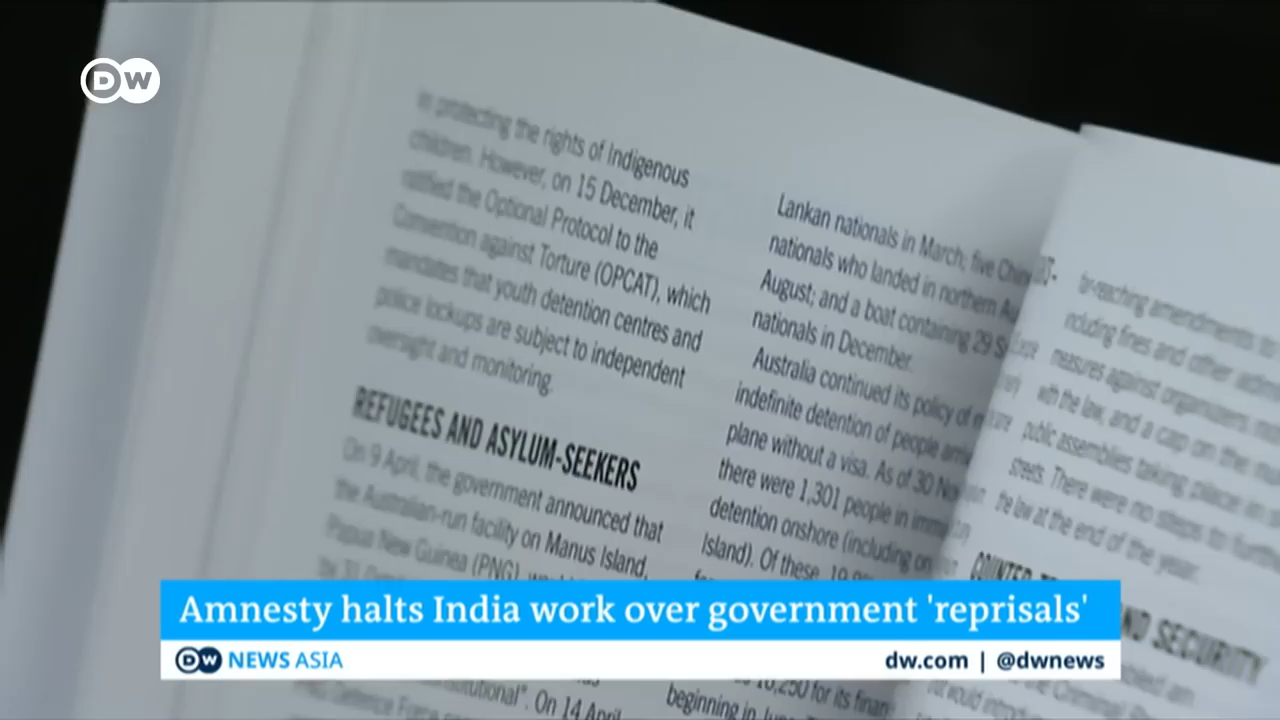 DW
in protecting the rights of Indigenous
children. However, on 15 December, it
ratified the Optional Protocol to the
Convention against Torture (OPCAT), which
mandates that youth detention centres and
police lockups are subject to independent
oversight and monitoring.
REFUGEES AND ASYLUM-SEEKERS
On 9 April, the government announced that
the Australian-run facility on Manus Island,
Papua New Guinea (PNG),
On 14 April
Lankan nationals in March; five
nationals who landed in northern
August; and a boat containing 29
nationals in December.
Australia continued its policy of
indefinite detention of people
plane without a visa. As of 30
there were 1,301 people in
detention onshore (including on
Island). Of these
for its
beginning in
far-reaching amendments to
including fines and other
measures against organizers
with the law, and a cap on the
public assemblies taking place in
streets. There were no steps to
the law at the end of the year.
AND SECURITY
Amnesty halts India work over government 'reprisals'
DW NEWS ASIA
dw.com | @dwnews